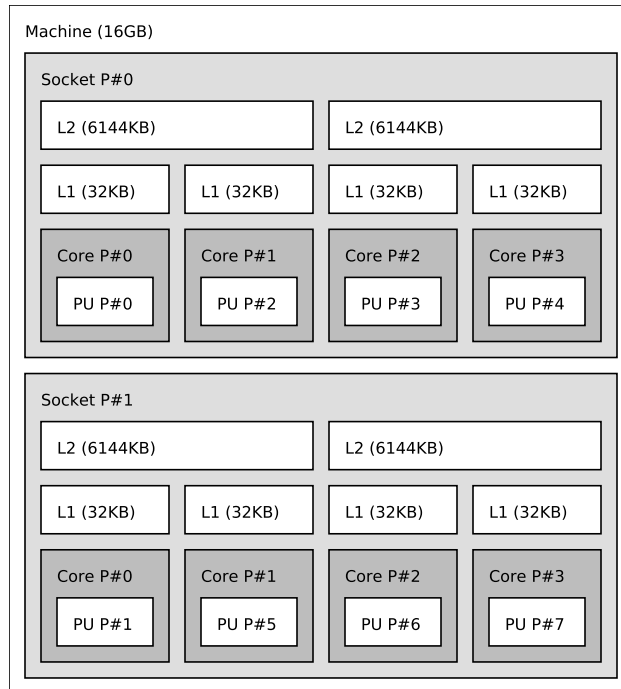 Machine (16GB)
Socket P#0
L2 (6144KB) L2 (6144KB)
L1 (32KB) L1 (32KB) L1 (32KB) L1 (32KB)
Core P#0 Core P#1 Core P#2 Core P#3
PU P#0 PU P#2 PU P#3 PU P#4
Socket P#1
L2 (6144KB) L2 (6144KB)
L1 (32KB) L1 (32KB) L1 (32KB) L1 (32KB)
Core P#0 Core P#1 Core P#2 Core P#3
PU P#1 PU P#5 PU P#6 PU P#7